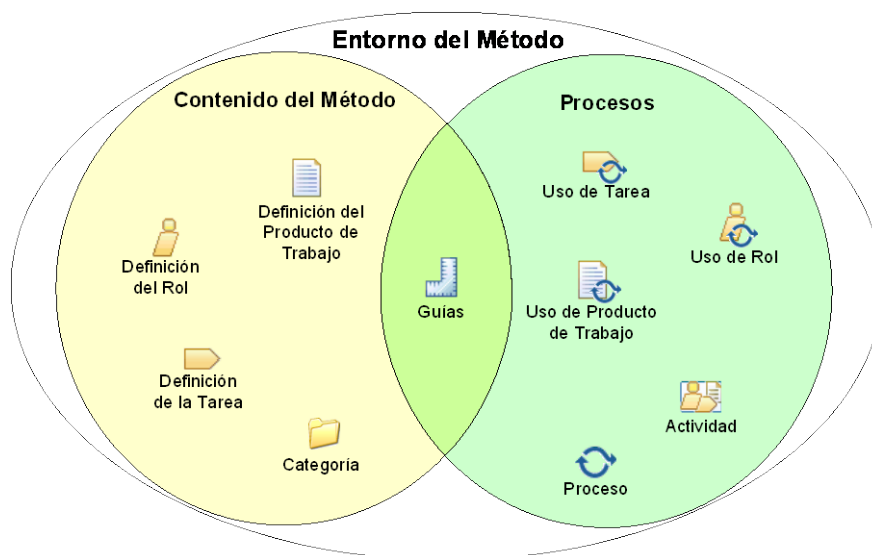 Entorno del Método
Contenido del Método
Definición del
Producto de
Trabajo
Definición
del Rol
Definición
de la Tarea
Categoría
Guías
Procesos
Uso de Tarea
Uso de Rol
Uso de Producto
de Trabajo
Actividad
Proceso